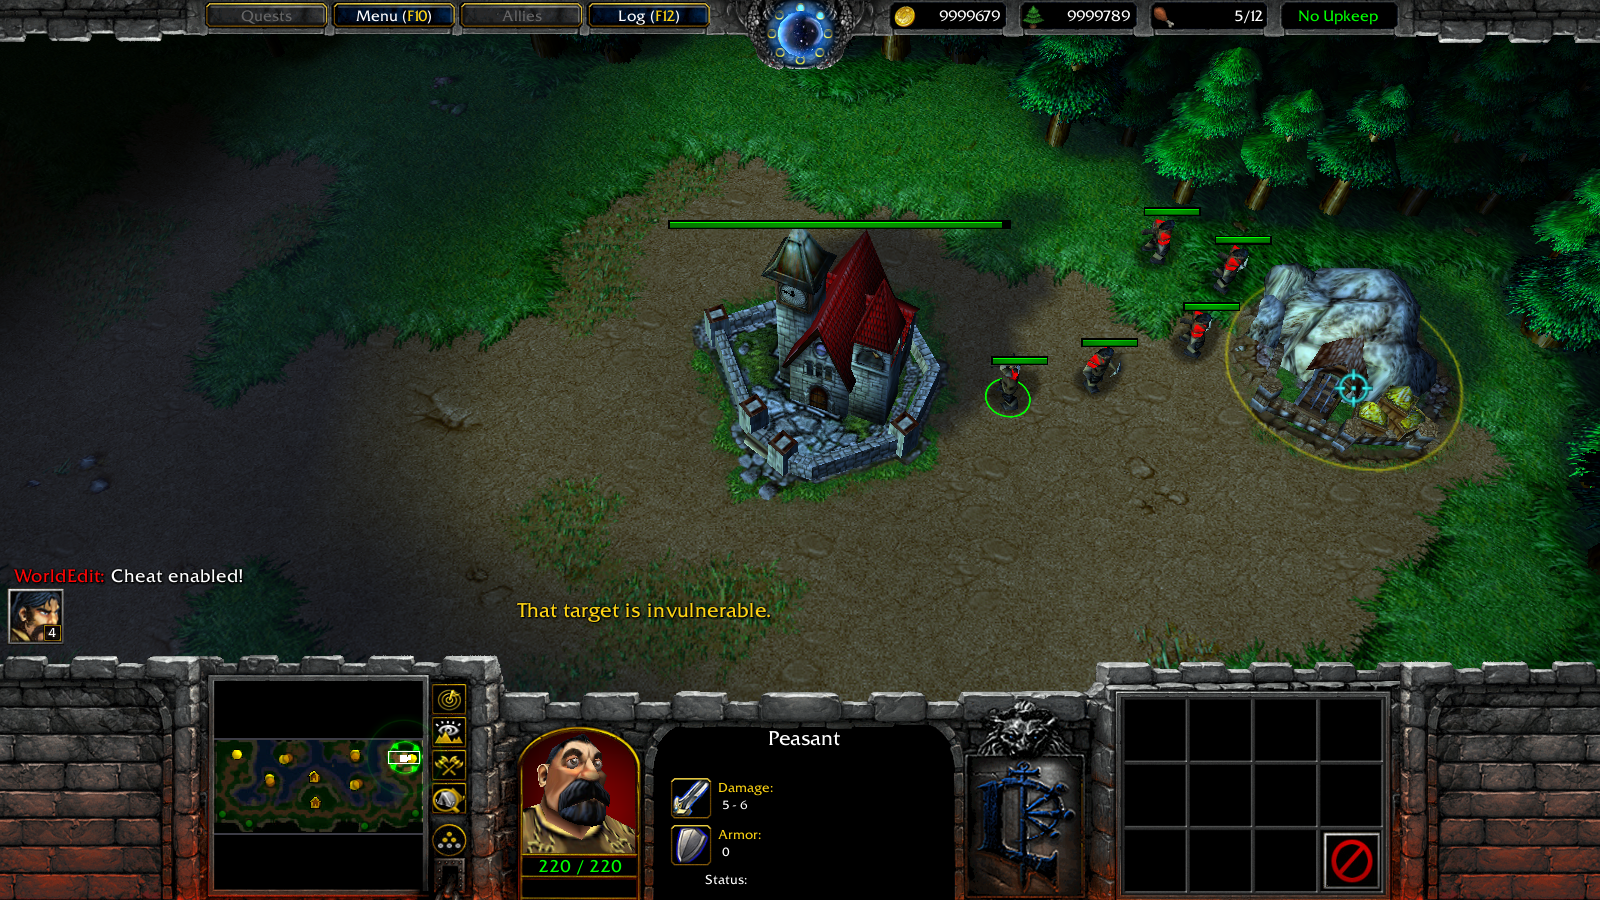 Quests
Menu (F10)
Allies
Log (F12)
9999679
9999789
5/12
No Upkeep
WorldEdit: Cheat enabled!
4
That target is invulnerable.
Peasant
Damage:
5 - 6
Armor:
0
Status:
220 / 220